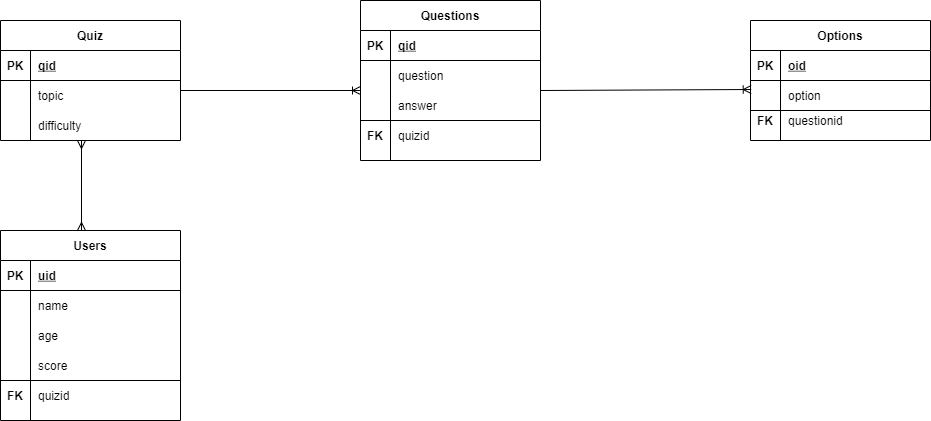 Quiz
PK qid
topic
difficulty
Questions
PK qid
question
answer
FK quizid
Options
PK oid
option
FK questionid
Users
PK uid
name
age
score
FK quizid